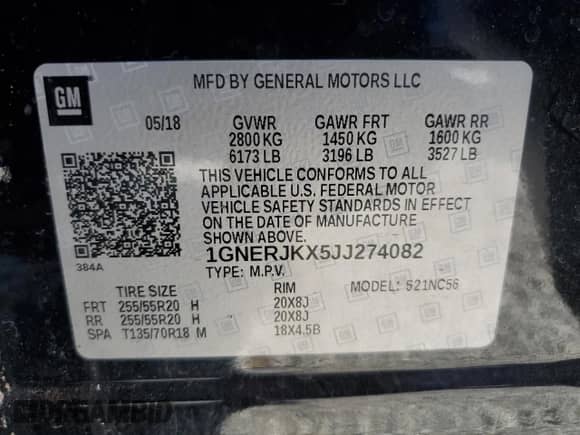 GM
MFD BY GENERAL MOTORS LLC
05/18 GVWR GAWR FRT GAWR RR
2800 KG 1450 KG 1600 KG
6173 LB 3196 LB 3527 LB
THIS VEHICLE CONFORMS TO ALL
APPLICABLE U.S. FEDERAL MOTOR
VEHICLE SAFETY STANDARDS IN EFFECT
ON THE DATE OF MANUFACTURE
SHOWN ABOVE.
384A
1GNERJKX5JJ274082
TYPE: M.P.V.
TIRE SIZE RIM MODEL: 521NC56
FRT 255/55R20 H 20X8J
RR 255/55R20 H 20X8J
SPA T135/70R18 M 18X4.5B